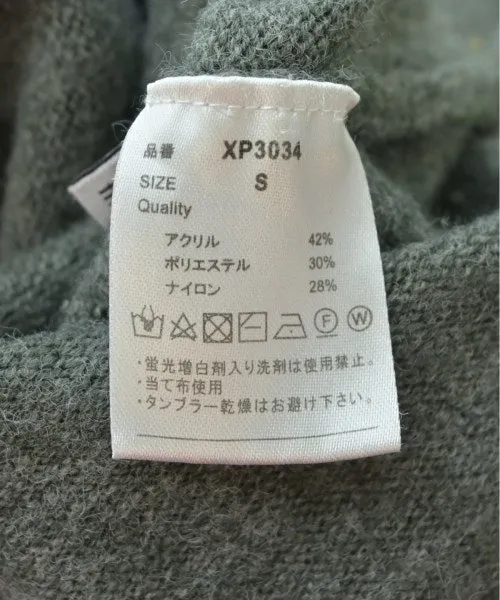 品番 XP3034
SIZE S
Quality
アクリル 42%
ポリエステル 30%
ナイロン 28%
F W
・蛍光増白剤入り洗剤は使用禁止。
・当て布使用
・タンブラー乾燥はお避け下さい。